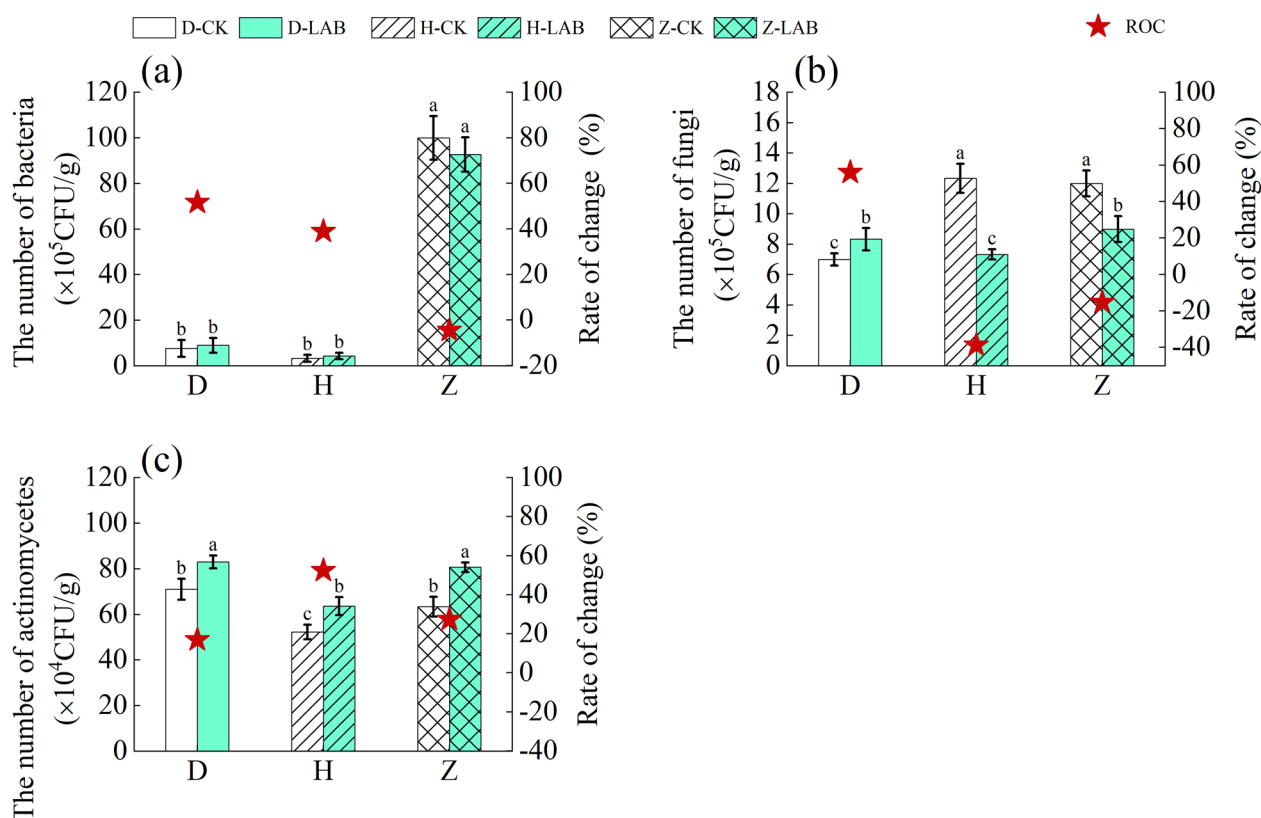 D-CK D-LAB H-CK H-LAB Z-CK Z-LAB ROC
(a)
The number of bacteria
(×10⁵CFU/g)
120
100
80
60
40
20
0
b b b b a a
D H Z
100
80
60
40
20
0
-20
Rate of change (%)
(b)
The number of fungi
(×10⁵CFU/g)
18
16
14
12
10
8
6
4
2
0
c b a c a b
D H Z
100
80
60
40
20
0
-20
-40
Rate of change (%)
(c)
The number of actinomycetes
(×10⁴CFU/g)
120
100
80
60
40
20
0
b a c b b a
D H Z
100
80
60
40
20
0
-20
-40
Rate of change (%)